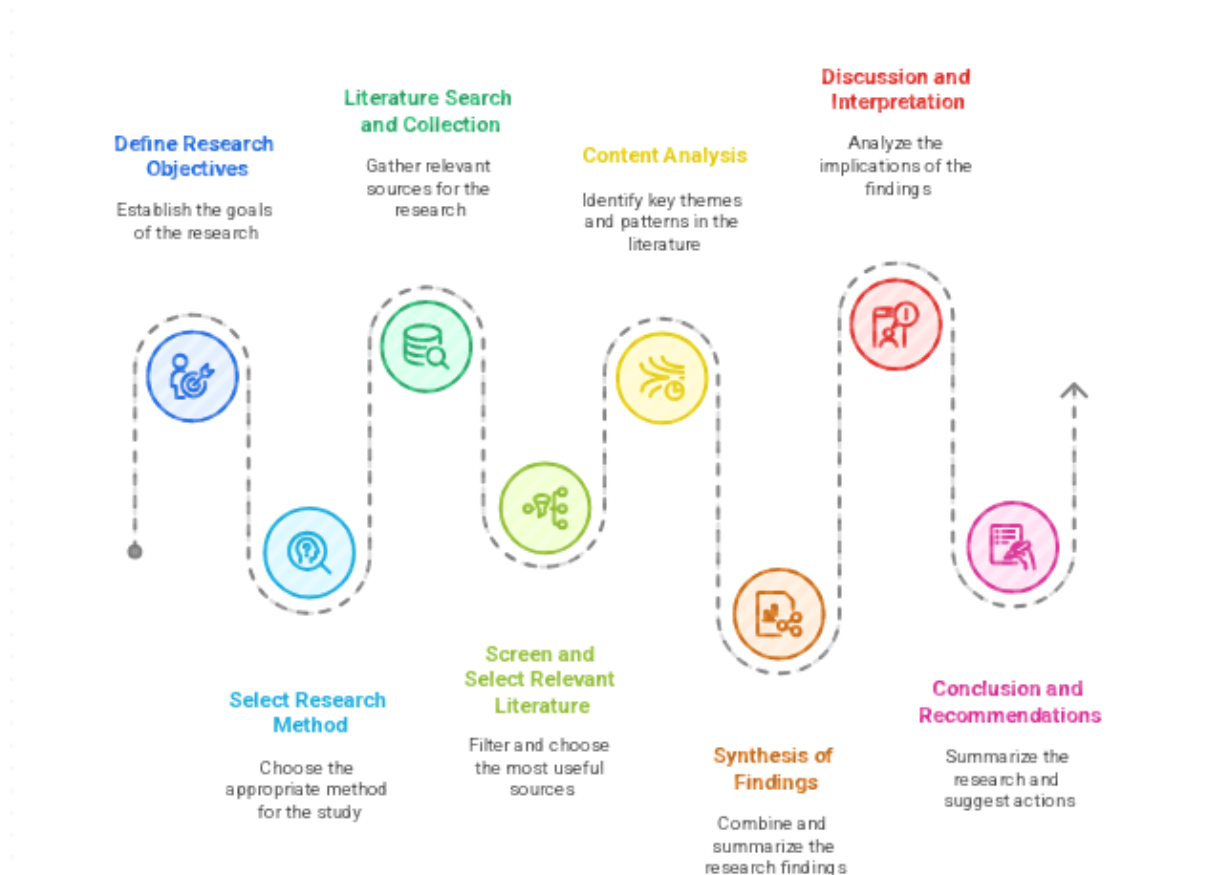 Define Research
Objectives
Establish the goals
of the research
Select Research
Method
Choose the
appropriate method
for the study
Literature Search
and Collection
Gather relevant
sources for the
research
Screen and
Select Relevant
Literature
Filter and choose
the most useful
sources
Content Analysis
Identify key themes
and patterns in the
literature
Synthesis of
Findings
Combine and
summarize the
research findings
Discussion and
Interpretation
Analyze the
implications of the
findings
Conclusion and
Recommendations
Summarize the
research and
suggest actions